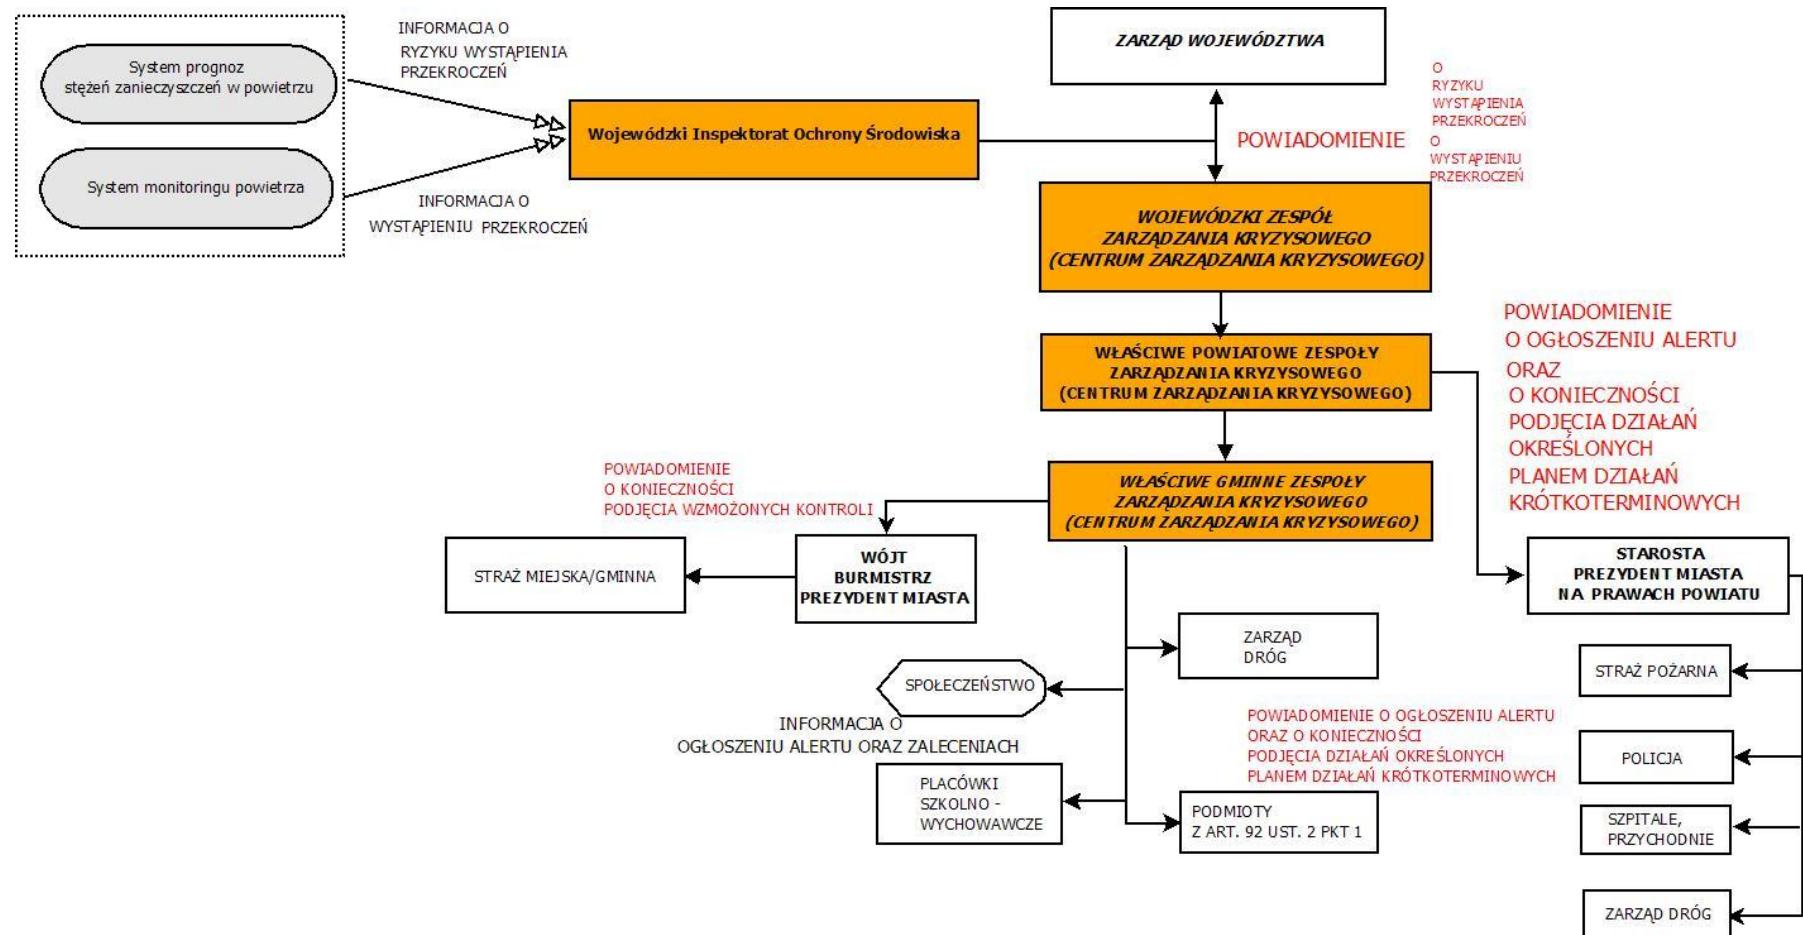 INFORMACJA O
RYZYKU WYSTĄPIENIA
PRZEKROCZEŃ
System prognoz
stężeń zanieczyszczeń w powietrzu
System monitoringu powietrza
INFORMACJA O
WYSTĄPIENIU PRZEKROCZEŃ
Wojewódzki Inspektorat Ochrony Środowiska
ZARZĄD WOJEWÓDZTWA
POWIADOMIENIE
O
RYZYKU
WYSTĄPIENIA
PRZEKROCZEŃ
O
WYSTĄPIENIU
PRZEKROCZEŃ
WOJEWÓDZKI ZESPÓŁ
ZARZĄDZANIA KRYZYSOWEGO
(CENTRUM ZARZĄDZANIA KRYZYSOWEGO)
WŁAŚCIWE POWIATOWE ZESPOŁY
ZARZĄDZANIA KRYZYSOWEGO
(CENTRUM ZARZĄDZANIA KRYZYSOWEGO)
POWIADOMIENIE
O OGŁOSZENIU ALERTU
ORAZ
O KONIECZNOŚCI
PODJĘCIA DZIAŁAŃ
OKREŚLONYCH
PLANEM DZIAŁAŃ
KRÓTKOTERMINOWYCH
WŁAŚCIWE GMINNE ZESPOŁY
ZARZĄDZANIA KRYZYSOWEGO
(CENTRUM ZARZĄDZANIA KRYZYSOWEGO)
POWIADOMIENIE
O KONIECZNOŚCI
PODJĘCIA WZMOŻONYCH KONTROLI
STRAŻ MIEJSKA/GMINNA
WÓJT
BURMISTRZ
PREZYDENT MIASTA
STAROSTA
PREZYDENT MIASTA
NA PRAWACH POWIATU
ZARZĄD
DRÓG
SPOŁECZEŃSTWO
INFORMACJA O
OGŁOSZENIU ALERTU ORAZ ZALECENIACH
POWIADOMIENIE O OGŁOSZENIU ALERTU
ORAZ O KONIECZNOŚCI
PODJĘCIA DZIAŁAŃ OKREŚLONYCH
PLANEM DZIAŁAŃ KRÓTKOTERMINOWYCH
PLACÓWKI
SZKOLNO -
WYCHOWAWCZE
PODMIOTY
Z ART. 92 UST. 2 PKT 1
STRAŻ POŻARNA
POLICJA
SZPITALE,
PRZYCHODNIE
ZARZĄD DRÓG